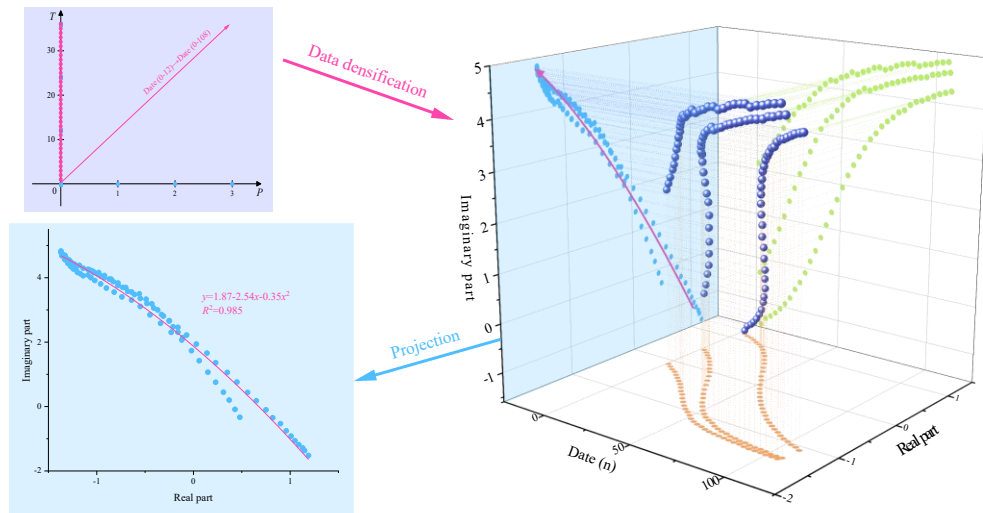 T
30
20
10
0
1
2
3
P
Date (0-12)→Date (0-108)
Data densification
5
4
3
2
1
0
-1
Imaginary part
0
50
100
Date (n)
-2
-1
0
1
Real part
Projection
4
2
0
-2
Imaginary part
-1
0
1
Real part
y=1.87-2.54x-0.35x²
R²=0.985